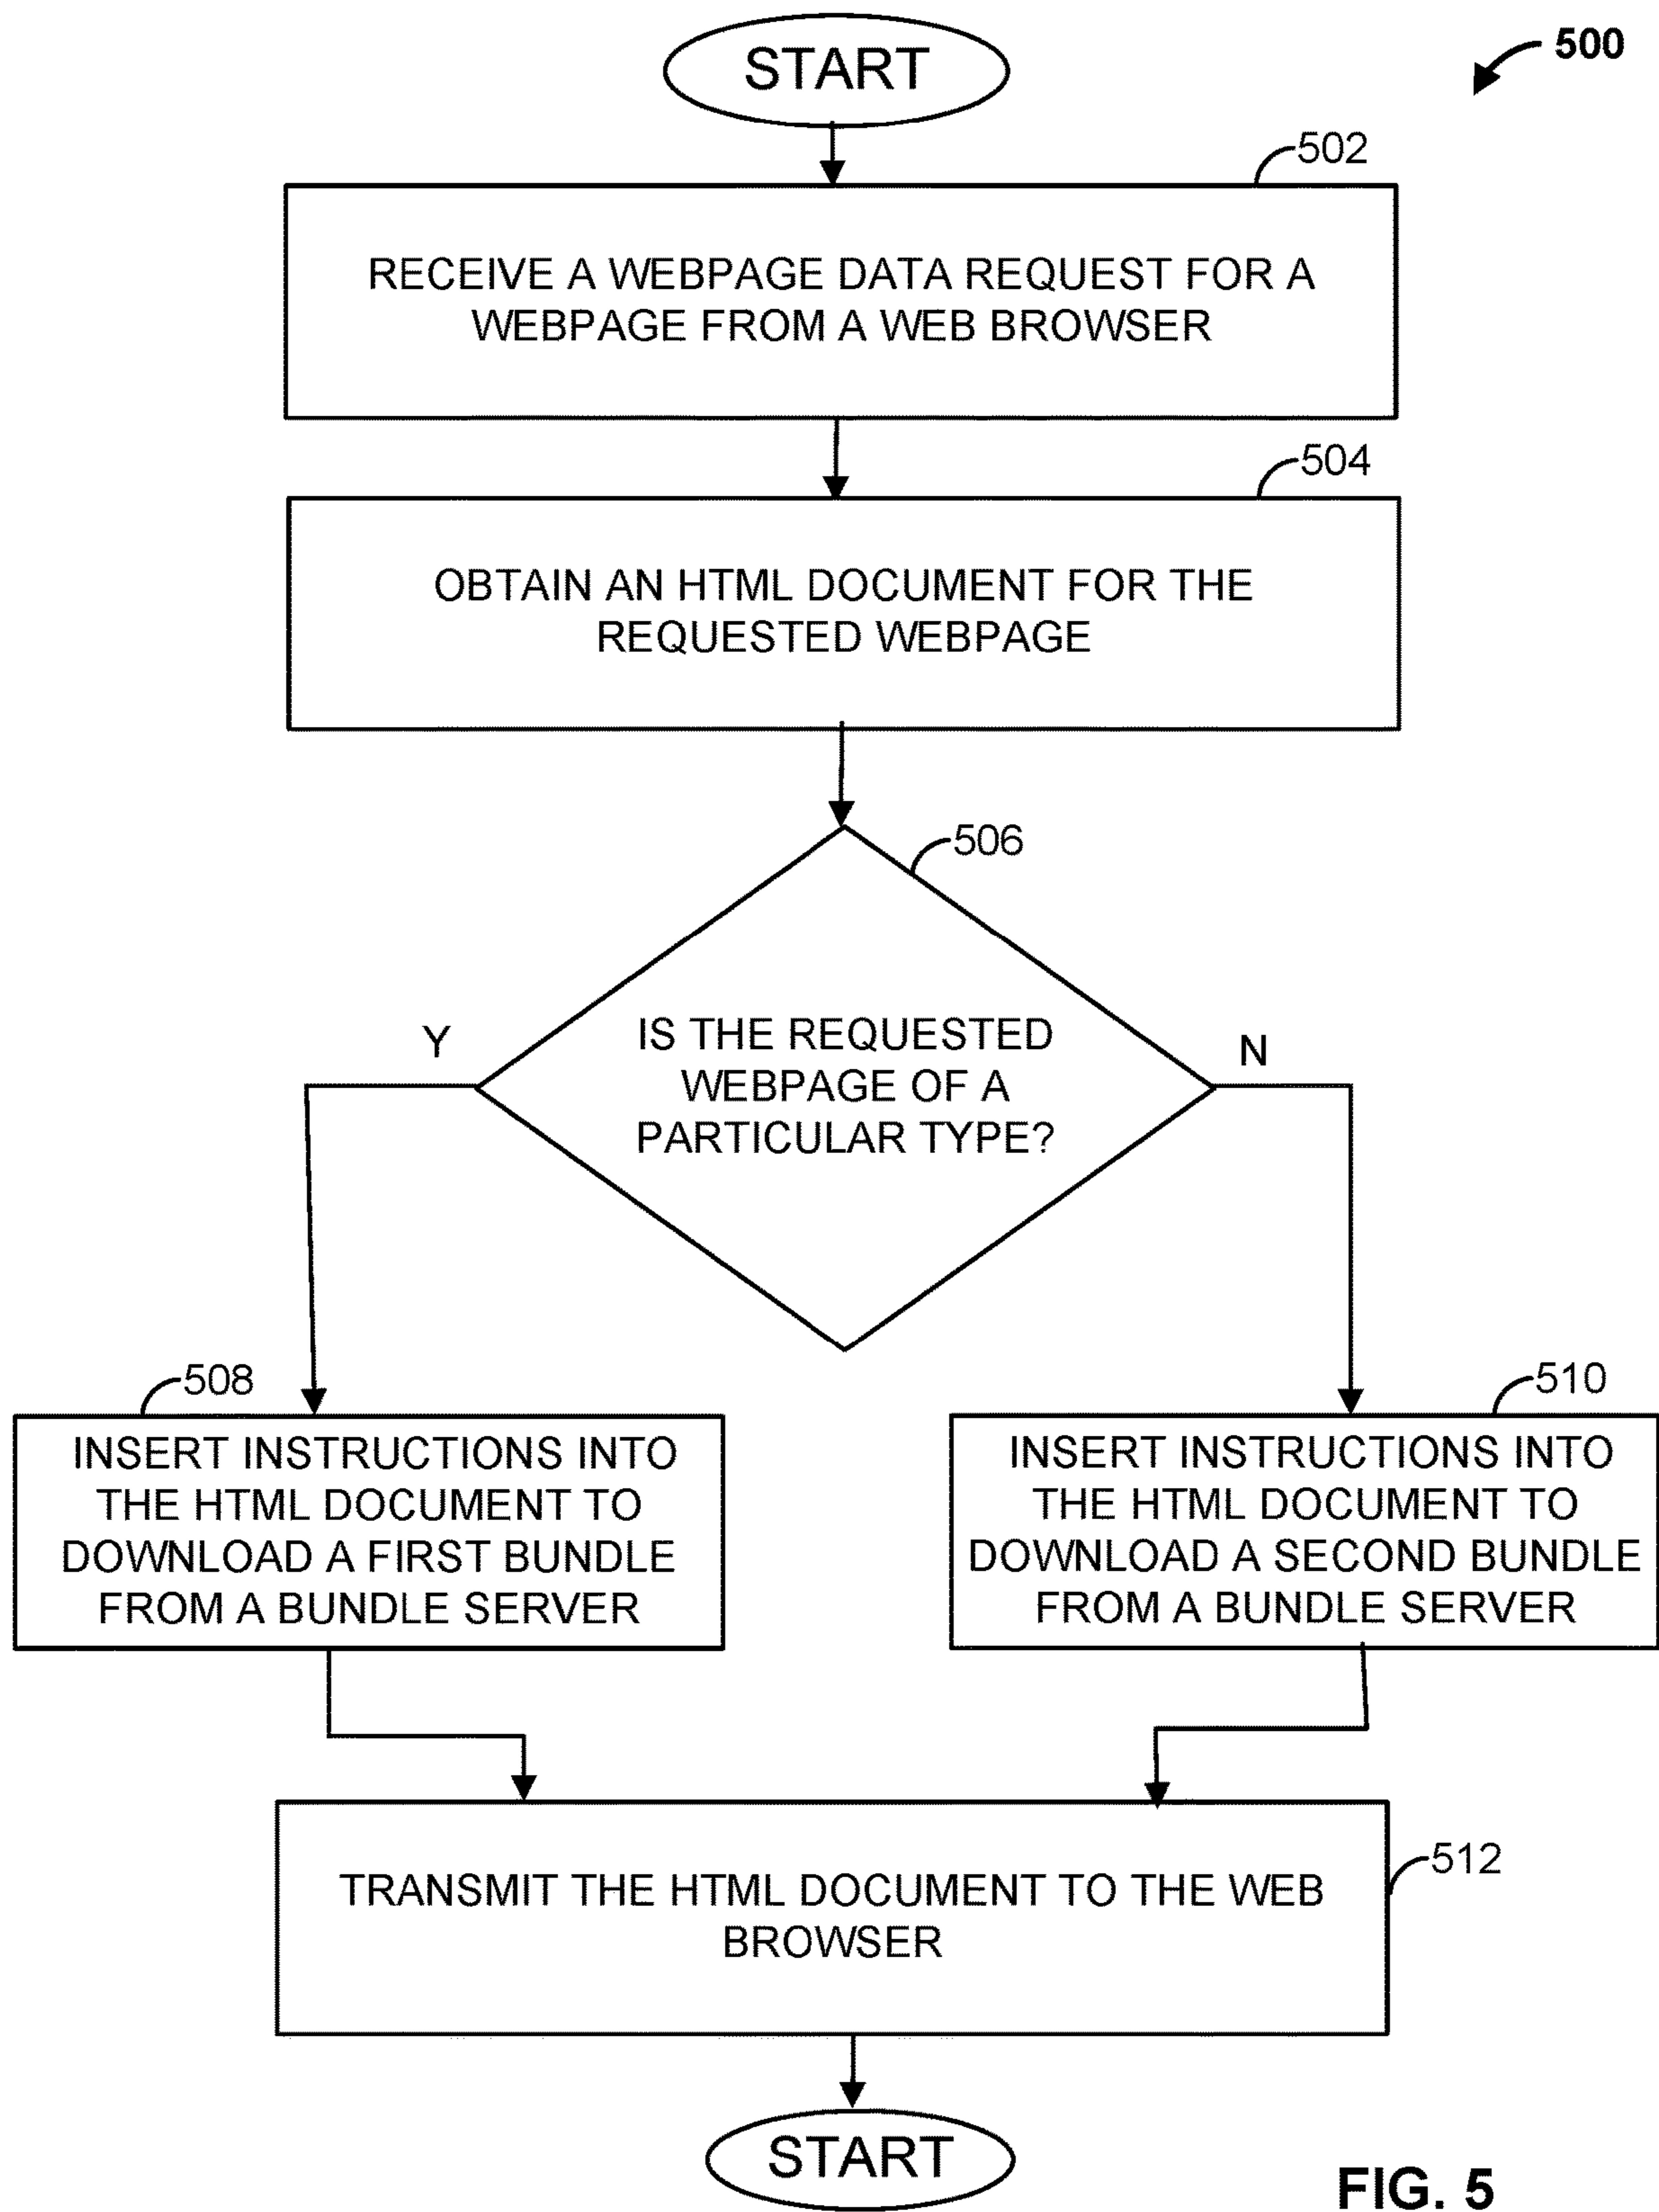 START
500
502
RECEIVE A WEBPAGE DATA REQUEST FOR A
WEBPAGE FROM A WEB BROWSER
504
OBTAIN AN HTML DOCUMENT FOR THE
REQUESTED WEBPAGE
506
IS THE REQUESTED
WEBPAGE OF A
PARTICULAR TYPE?
Y
N
508
INSERT INSTRUCTIONS INTO
THE HTML DOCUMENT TO
DOWNLOAD A FIRST BUNDLE
FROM A BUNDLE SERVER
510
INSERT INSTRUCTIONS INTO
THE HTML DOCUMENT TO
DOWNLOAD A SECOND BUNDLE
FROM A BUNDLE SERVER
512
TRANSMIT THE HTML DOCUMENT TO THE WEB
BROWSER
START
FIG. 5